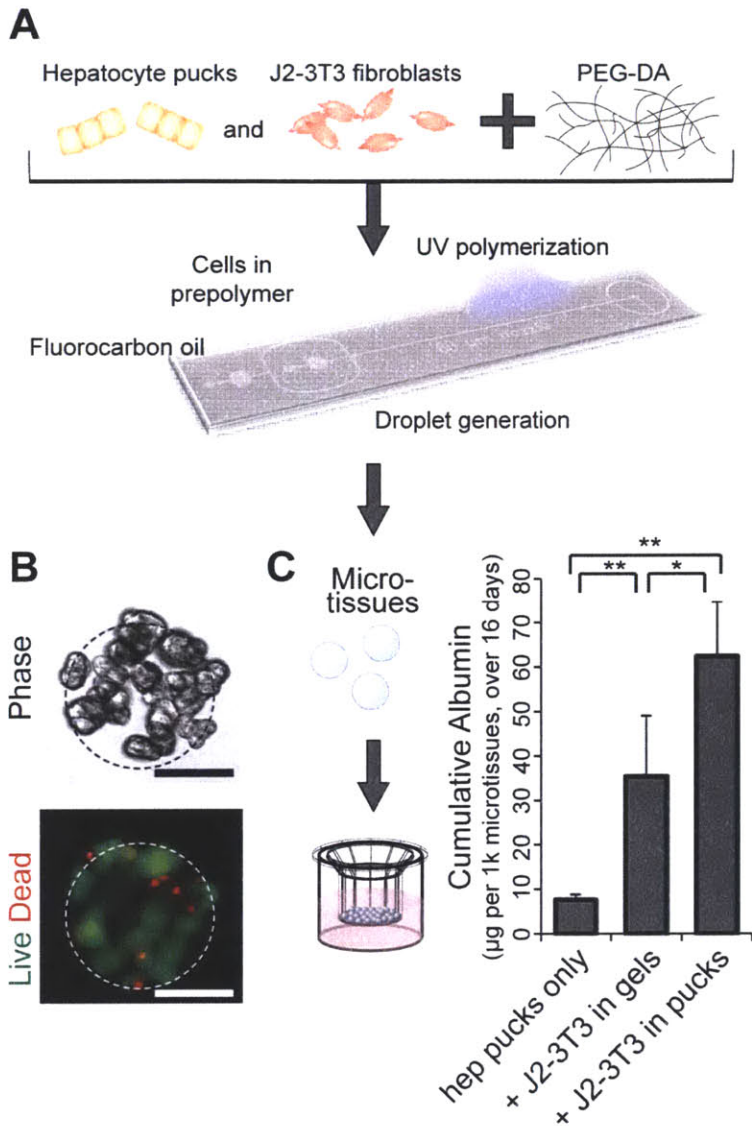 A
Hepatocyte pucks
and
J2-3T3 fibroblasts
PEG-DA
UV polymerization
Cells in
prepolymer
Fluorocarbon oil
Droplet generation
B
Phase
Live Dead
C
Micro-
tissues
Cumulative Albumin
(µg per 1k microtissues, over 16 days)
80
70
60
50
40
30
20
10
0
**
**
*
hep pucks only
+ J2-3T3 in gels
+ J2-3T3 in pucks